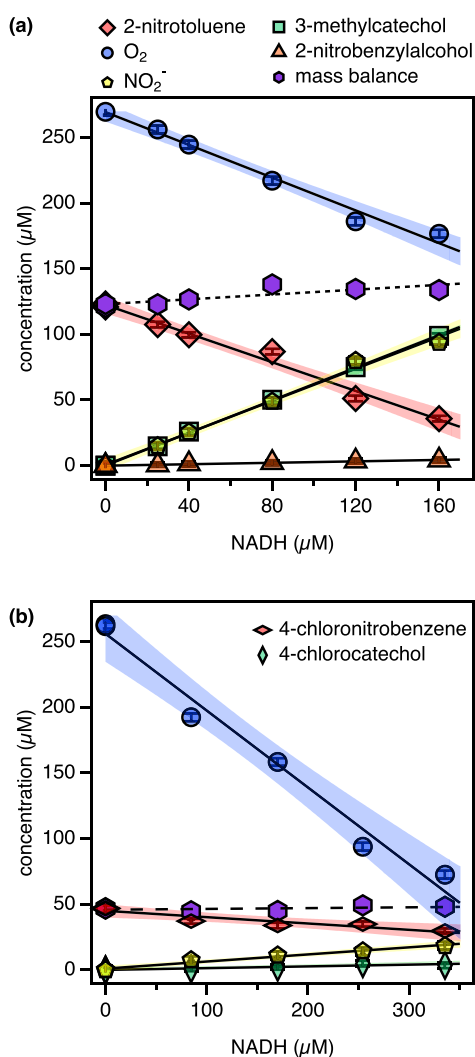 (a)
2-nitrotoluene 3-methylcatechol
O₂ 2-nitrobenzylalcohol
NO₂⁻ mass balance
250
200
150
100
50
0
concentration (µM)
0 40 80 120 160
NADH (µM)
(b)
4-chloronitrobenzene
4-chlorocatechol
250
200
150
100
50
0
concentration (µM)
0 100 200 300
NADH (µM)